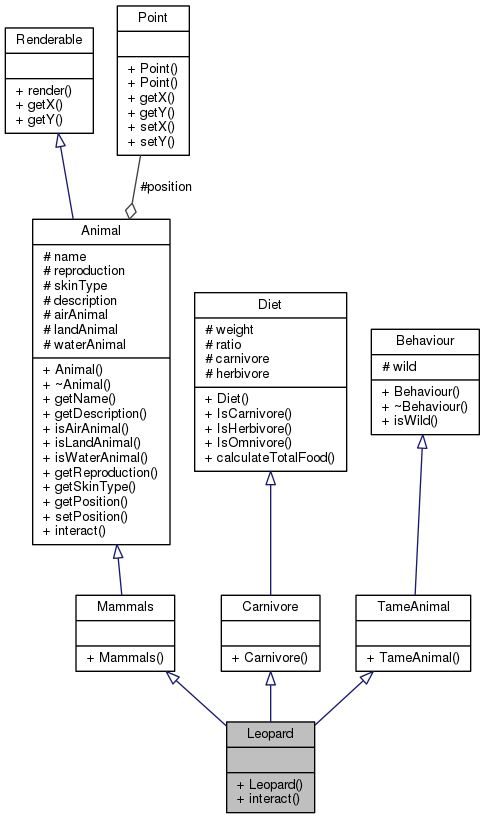 Point
+ Point()
+ Point()
+ getX()
+ getY()
+ setX()
+ setY()
Renderable
+ render()
+ getX()
+ getY()
#position
Animal
# name
# reproduction
# skinType
# description
# airAnimal
# landAnimal
# waterAnimal
+ Animal()
+ ~Animal()
+ getName()
+ getDescription()
+ isAirAnimal()
+ isLandAnimal()
+ isWaterAnimal()
+ getReproduction()
+ getSkinType()
+ getPosition()
+ setPosition()
+ interact()
Diet
# weight
# ratio
# carnivore
# herbivore
+ Diet()
+ IsCarnivore()
+ IsHerbivore()
+ IsOmnivore()
+ calculateTotalFood()
Behaviour
# wild
+ Behaviour()
+ ~Behaviour()
+ isWild()
Mammals
+ Mammals()
Carnivore
+ Carnivore()
TameAnimal
+ TameAnimal()
Leopard
+ Leopard()
+ interact()